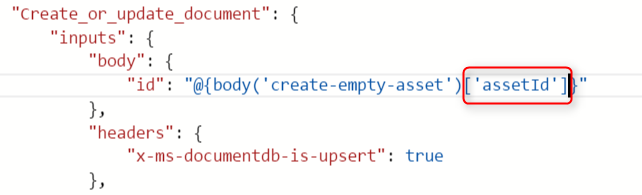 "Create_or_update_document": {
"inputs": {
"body": {
"id": "@{body('create-empty-asset')['assetId']}"
},
"headers": {
"x-ms-documentdb-is-upsert": true
},